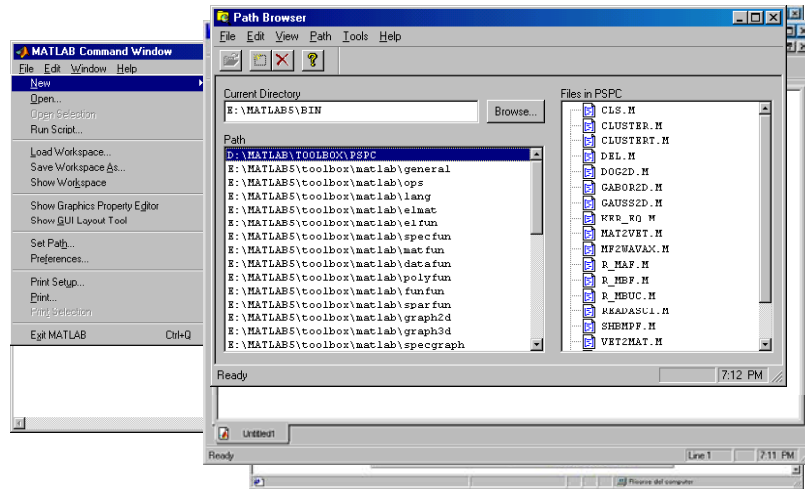 MATLAB Command Window
File Edit Window Help
New
Open...
Open Selection
Run Script...
Load Workspace...
Save Workspace As...
Show Workspace
Show Graphics Property Editor
Show GUI Layout Tool
Set Path...
Preferences...
Print Setup...
Print...
Print Selection
Exit MATLAB Ctrl+Q
Path Browser
File Edit View Path Tools Help
Current Directory
E:\MATLAB5\BIN
Browse...
Path
D:\MATLAB\TOOLBOX\PSPC
E:\MATLAB5\toolbox\matlab\general
E:\MATLAB5\toolbox\matlab\ops
E:\MATLAB5\toolbox\matlab\lang
E:\MATLAB5\toolbox\matlab\elmat
E:\MATLAB5\toolbox\matlab\elfun
E:\MATLAB5\toolbox\matlab\specfun
E:\MATLAB5\toolbox\matlab\matfun
E:\MATLAB5\toolbox\matlab\datafun
E:\MATLAB5\toolbox\matlab\polyfun
E:\MATLAB5\toolbox\matlab\funfun
E:\MATLAB5\toolbox\matlab\sparfun
E:\MATLAB5\toolbox\matlab\graph2d
E:\MATLAB5\toolbox\matlab\graph3d
E:\MATLAB5\toolbox\matlab\specgraph
Files in PSPC
CLS.M
CLUSTER.M
CLUSTERT.M
DEL.M
DOG2D.M
GABOR2D.M
GAUSS2D.M
KER_EQ.M
MAT2VET.M
MF2WAVAX.M
R_MAF.M
R_MBF.M
R_MBUC.M
READASCI.M
SHBMPF.M
VET2MAT.M
Ready 7:12 PM
Untitled1
Ready Line 1 7:11 PM
Risorse del computer